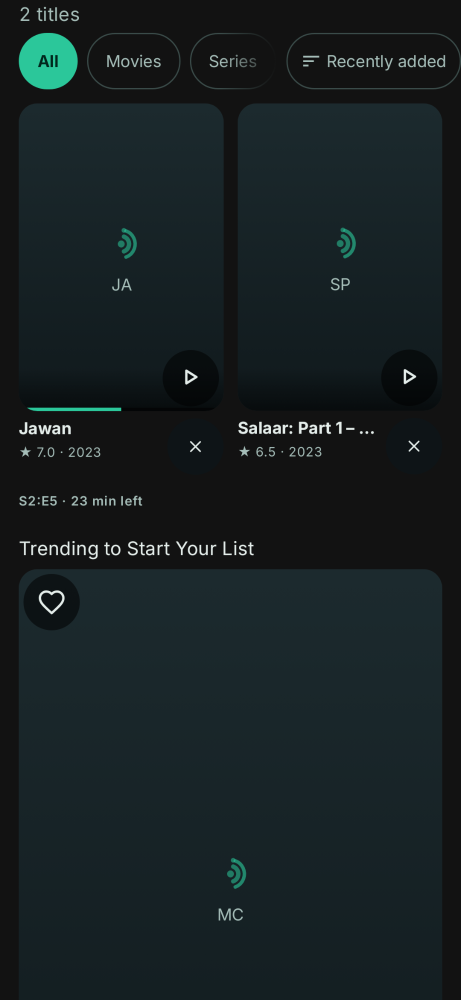 2 titles
All
Movies
Series
Recently added
JA
SP
Jawan
★ 7.0 · 2023
Salaar: Part 1 – ...
★ 6.5 · 2023
S2:E5 · 23 min left
Trending to Start Your List
MC